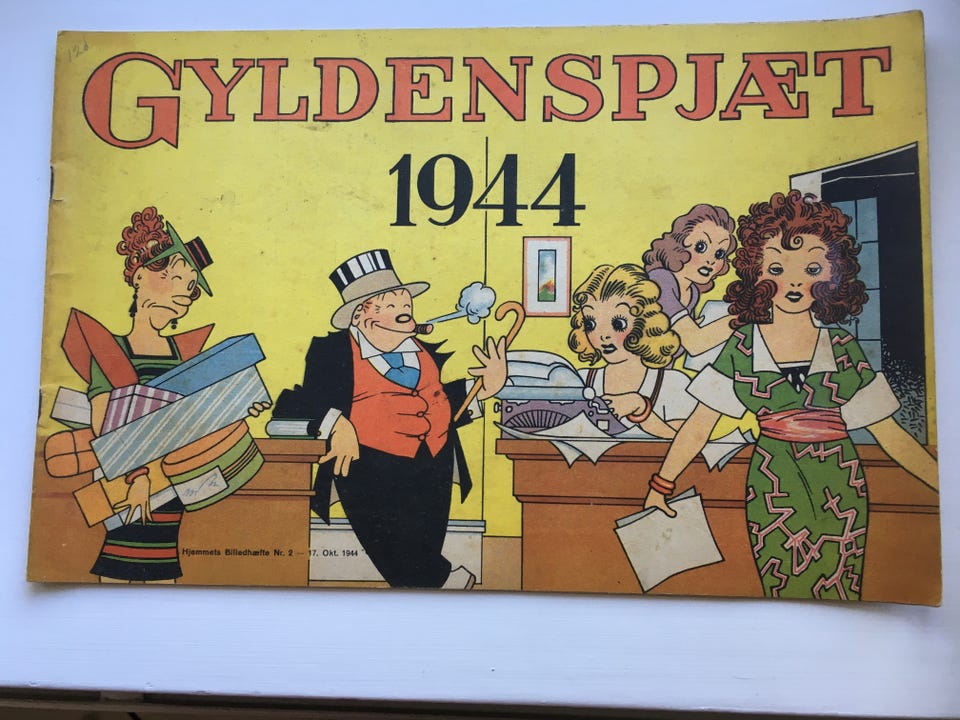 GYLDENSPJÆT
1944
Hjemmets Billedhæfte Nr. 2 — 17. Okt. 1944